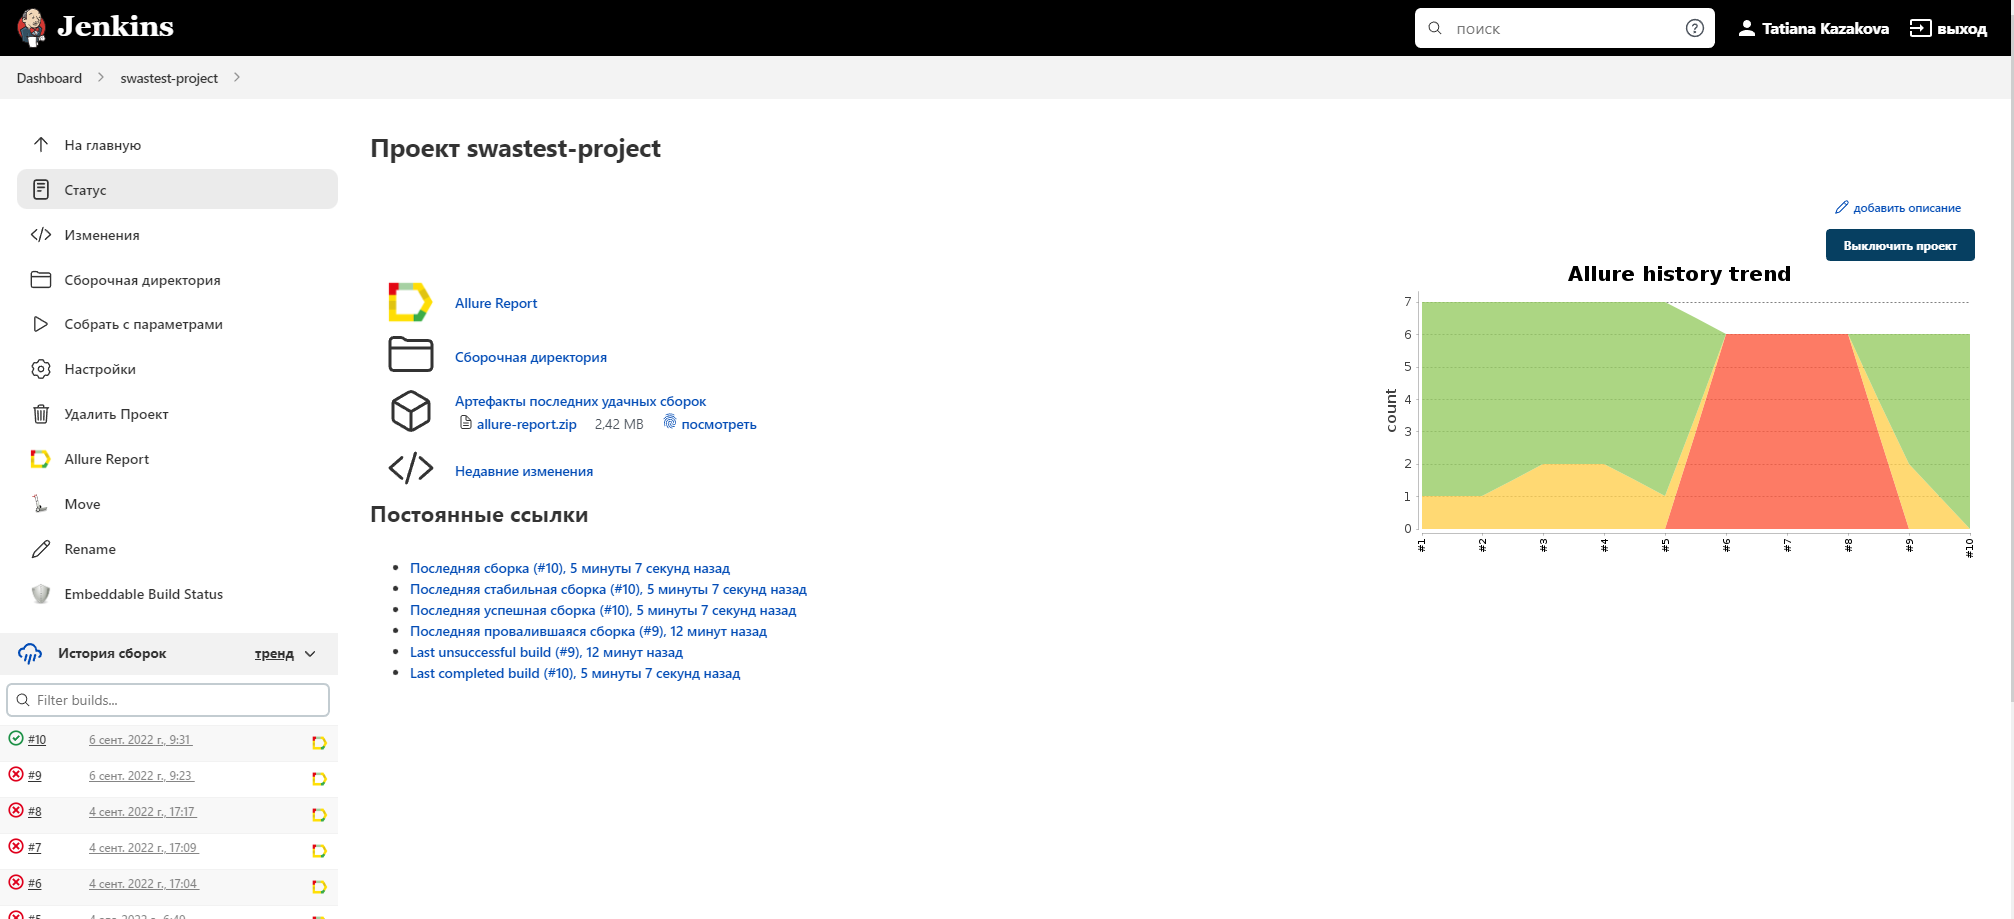 Jenkins
поиск
Tatiana Kazakova
выход
Dashboard
swastest-project
На главную
Статус
Изменения
Сборочная директория
Собрать с параметрами
Настройки
Удалить Проект
Allure Report
Move
Rename
Embeddable Build Status
История сборок
тренд
Filter builds...
#10 6 сент. 2022 г., 9:31
#9 6 сент. 2022 г., 9:23
#8 4 сент. 2022 г., 17:17
#7 4 сент. 2022 г., 17:09
#6 4 сент. 2022 г., 17:04
Проект swastest-project
добавить описание
Выключить проект
Allure Report
Сборочная директория
Артефакты последних удачных сборок
allure-report.zip 2,42 MB посмотреть
Недавние изменения
Постоянные ссылки
Последняя сборка (#10), 5 минуты 7 секунд назад
Последняя стабильная сборка (#10), 5 минуты 7 секунд назад
Последняя успешная сборка (#10), 5 минуты 7 секунд назад
Последняя провалившаяся сборка (#9), 12 минут назад
Last unsuccessful build (#9), 12 минут назад
Last completed build (#10), 5 минуты 7 секунд назад
Allure history trend
count
7
6
5
4
3
2
1
0
#1
#2
#3
#4
#5
#6
#7
#8
#9
#10